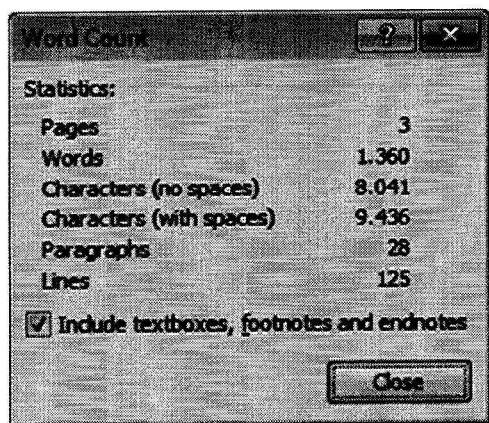 Word Count
Statistics:
Pages 3
Words 1.360
Characters (no spaces) 8.041
Characters (with spaces) 9.436
Paragraphs 28
Lines 125
Include textboxes, footnotes and endnotes
Close